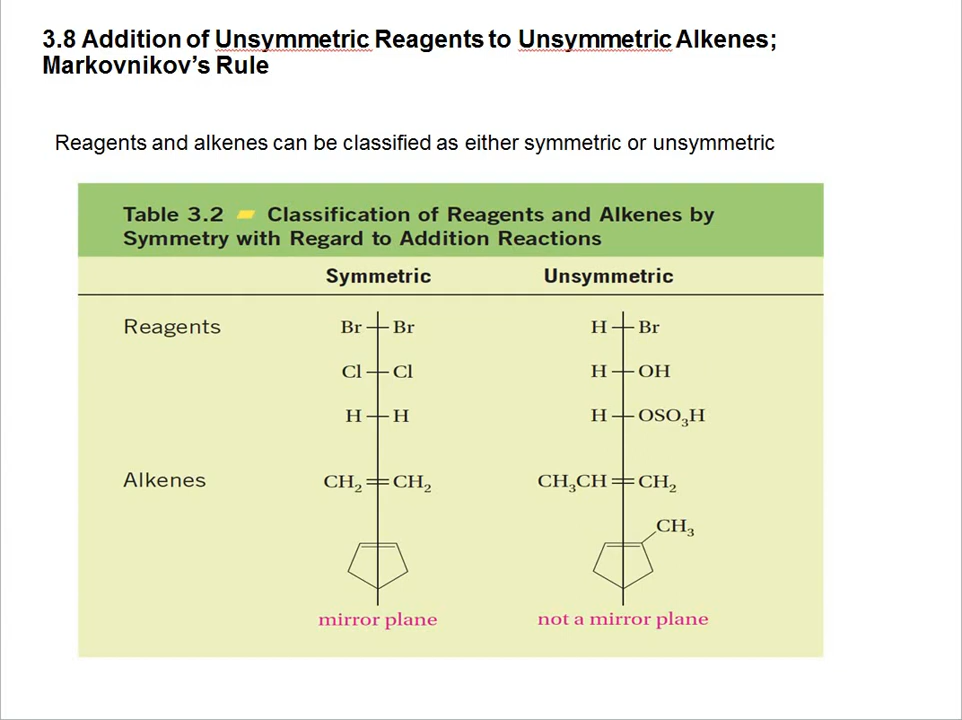 3.8 Addition of Unsymmetric Reagents to Unsymmetric Alkenes;
Markovnikov's Rule
Reagents and alkenes can be classified as either symmetric or unsymmetric
Table 3.2 Classification of Reagents and Alkenes by
Symmetry with Regard to Addition Reactions
Symmetric Unsymmetric
Reagents Br—Br H—Br
Cl—Cl H—OH
H—H H—OSO₃H
Alkenes CH₂=CH₂ CH₃CH=CH₂
CH₃
mirror plane not a mirror plane